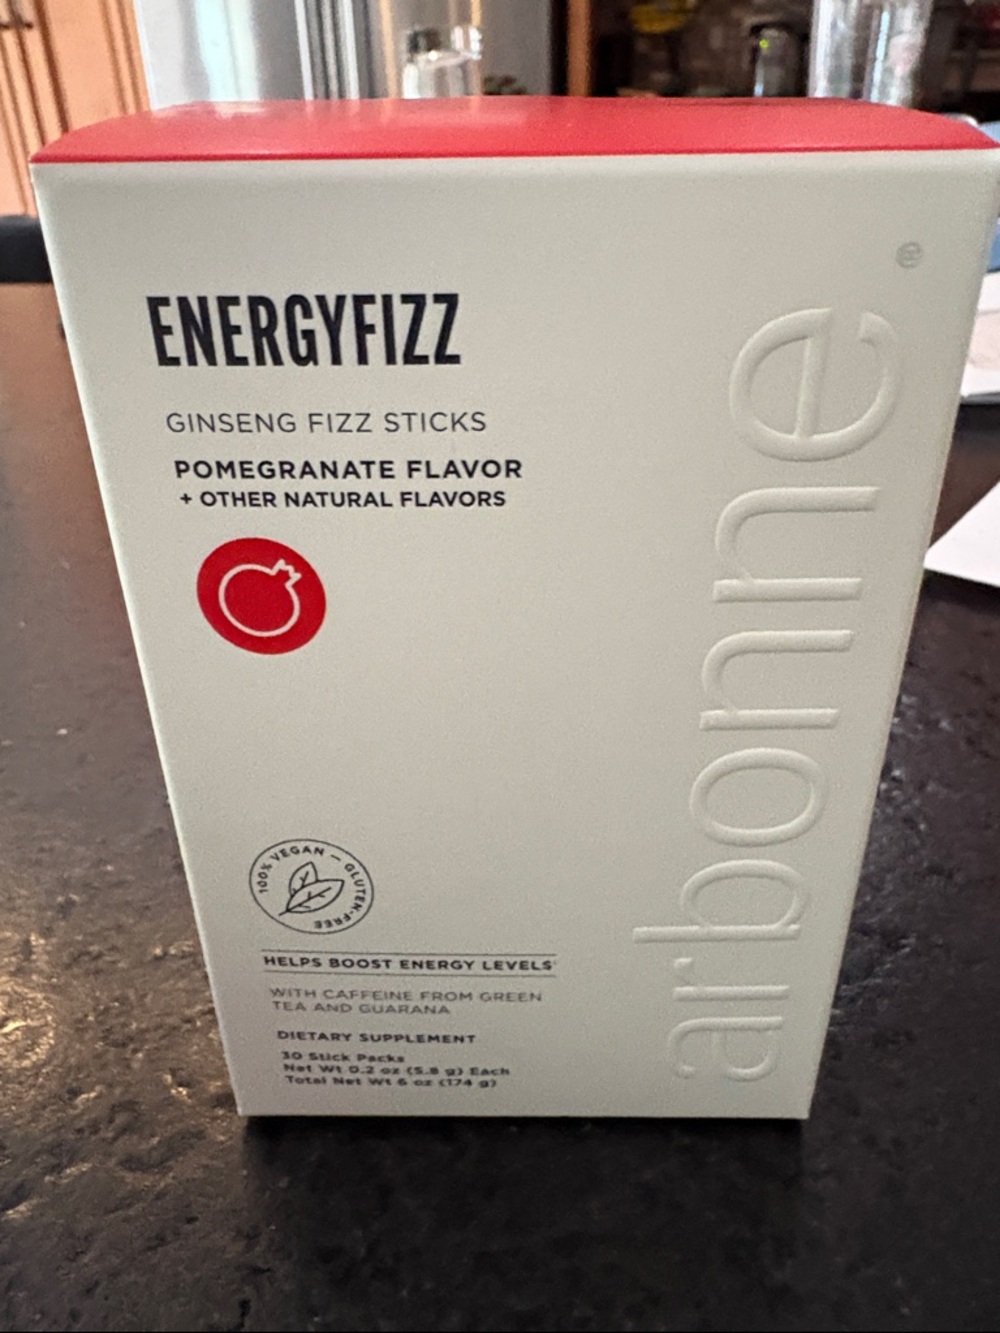 ENERGYFIZZ
GINSENG FIZZ STICKS
POMEGRANATE FLAVOR
+ OTHER NATURAL FLAVORS
arbonne®
100% VEGAN — GLUTEN-FREE
HELPS BOOST ENERGY LEVELS
WITH CAFFEINE FROM GREEN
TEA AND GUARANA
DIETARY SUPPLEMENT
30 Stick Packs
Net Wt 0.2 oz (5.8 g) Each
Total Net Wt 6 oz (174 g)